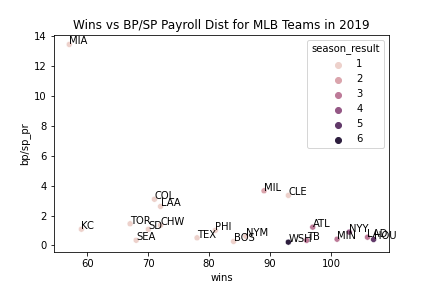 Wins vs BP/SP Payroll Dist for MLB Teams in 2019
14
12
10
8
6
4
2
0
bp/sp_pr
season_result
1
2
3
4
5
6
MIA
MIL
CLE
COL
LAA
KC
TOR
SD
CHW
SEA
TEX
PHI
BOS
NYM
WSH
TB
ATL
MIN
NYY
LAD
HOU
60
70
80
90
100
wins